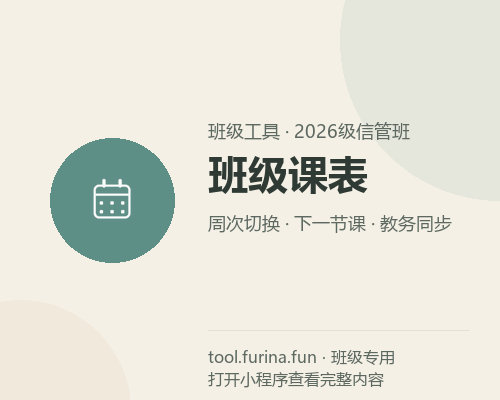 班级工具 · 2026级信管班
班级课表
周次切换 · 下一节课 · 教务同步
tool.furina.fun · 班级专用
打开小程序查看完整内容